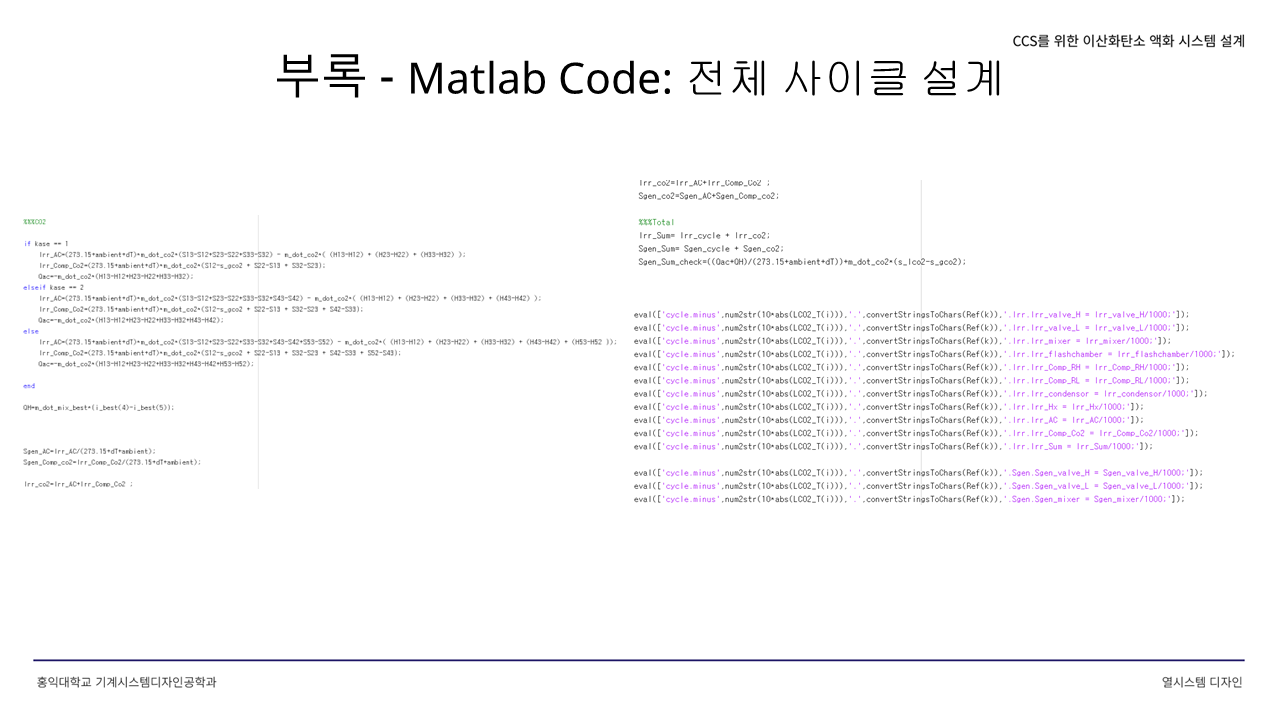 CCS를 위한 이산화탄소 액화 시스템 설계
부록 - Matlab Code: 전체 사이클 설계
%%%CO2
if kase == 1
Irr_AC=(273.15+ambient+dT)*m_dot_co2*(S13-S12+S23-S22+S33-S32) - m_dot_co2*( (H13-H12) + (H23-H22) + (H33-H32) );
Irr_Comp_Co2=(273.15+ambient+dT)*m_dot_co2*(S12-s_gco2 + S22-S13 + S32-S23);
Qac=-m_dot_co2*(H13-H12+H23-H22+H33-H32);
elseif kase == 2
Irr_AC=(273.15+ambient+dT)*m_dot_co2*(S13-S12+S23-S22+S33-S32+S43-S42) - m_dot_co2*( (H13-H12) + (H23-H22) + (H33-H32) + (H43-H42) );
Irr_Comp_Co2=(273.15+ambient+dT)*m_dot_co2*(S12-s_gco2 + S22-S13 + S32-S23 + S42-S33);
Qac=-m_dot_co2*(H13-H12+H23-H22+H33-H32+H43-H42);
else
Irr_AC=(273.15+ambient+dT)*m_dot_co2*(S13-S12+S23-S22+S33-S32+S43-S42+S53-S52) - m_dot_co2*( (H13-H12) + (H23-H22) + (H33-H32) + (H43-H42) + (H53-H52 ));
Irr_Comp_Co2=(273.15+ambient+dT)*m_dot_co2*(S12-s_gco2 + S22-S13 + S32-S23 + S42-S33 + S52-S43);
Qac=-m_dot_co2*(H13-H12+H23-H22+H33-H32+H43-H42+H53-H52);
end
QH=m_dot_mix_best*(i_best(4)-i_best(5));
Sgen_AC=Irr_AC/(273.15+dT+ambient);
Sgen_Comp_co2=Irr_Comp_Co2/(273.15+dT+ambient);
Irr_co2=Irr_AC+Irr_Comp_Co2 ;
Irr_co2=Irr_AC+Irr_Comp_Co2 ;
Sgen_co2=Sgen_AC+Sgen_Comp_co2;
%%%Total
Irr_Sum= Irr_cycle + Irr_co2;
Sgen_Sum= Sgen_cycle + Sgen_co2;
Sgen_Sum_check=((Qac+QH)/(273.15+ambient+dT))+m_dot_co2*(s_lco2-s_gco2);
eval(['cycle.minus',num2str(10*abs(LCO2_T(i))),'.',convertStringsToChars(Ref(k)),'.Irr.Irr_valve_H = Irr_valve_H/1000;']);
eval(['cycle.minus',num2str(10*abs(LCO2_T(i))),'.',convertStringsToChars(Ref(k)),'.Irr.Irr_valve_L = Irr_valve_L/1000;']);
eval(['cycle.minus',num2str(10*abs(LCO2_T(i))),'.',convertStringsToChars(Ref(k)),'.Irr.Irr_mixer = Irr_mixer/1000;']);
eval(['cycle.minus',num2str(10*abs(LCO2_T(i))),'.',convertStringsToChars(Ref(k)),'.Irr.Irr_flashchamber = Irr_flashchamber/1000;']);
eval(['cycle.minus',num2str(10*abs(LCO2_T(i))),'.',convertStringsToChars(Ref(k)),'.Irr.Irr_Comp_RH = Irr_Comp_RH/1000;']);
eval(['cycle.minus',num2str(10*abs(LCO2_T(i))),'.',convertStringsToChars(Ref(k)),'.Irr.Irr_Comp_RL = Irr_Comp_RL/1000;']);
eval(['cycle.minus',num2str(10*abs(LCO2_T(i))),'.',convertStringsToChars(Ref(k)),'.Irr.Irr_condensor = Irr_condensor/1000;']);
eval(['cycle.minus',num2str(10*abs(LCO2_T(i))),'.',convertStringsToChars(Ref(k)),'.Irr.Irr_Hx = Irr_Hx/1000;']);
eval(['cycle.minus',num2str(10*abs(LCO2_T(i))),'.',convertStringsToChars(Ref(k)),'.Irr.Irr_AC = Irr_AC/1000;']);
eval(['cycle.minus',num2str(10*abs(LCO2_T(i))),'.',convertStringsToChars(Ref(k)),'.Irr.Irr_Comp_Co2 = Irr_Comp_Co2/1000;']);
eval(['cycle.minus',num2str(10*abs(LCO2_T(i))),'.',convertStringsToChars(Ref(k)),'.Irr.Irr_Sum = Irr_Sum/1000;']);
eval(['cycle.minus',num2str(10*abs(LCO2_T(i))),'.',convertStringsToChars(Ref(k)),'.Sgen.Sgen_valve_H = Sgen_valve_H/1000;']);
eval(['cycle.minus',num2str(10*abs(LCO2_T(i))),'.',convertStringsToChars(Ref(k)),'.Sgen.Sgen_valve_L = Sgen_valve_L/1000;']);
eval(['cycle.minus',num2str(10*abs(LCO2_T(i))),'.',convertStringsToChars(Ref(k)),'.Sgen.Sgen_mixer = Sgen_mixer/1000;']);
홍익대학교 기계시스템디자인공학과
열시스템 디자인